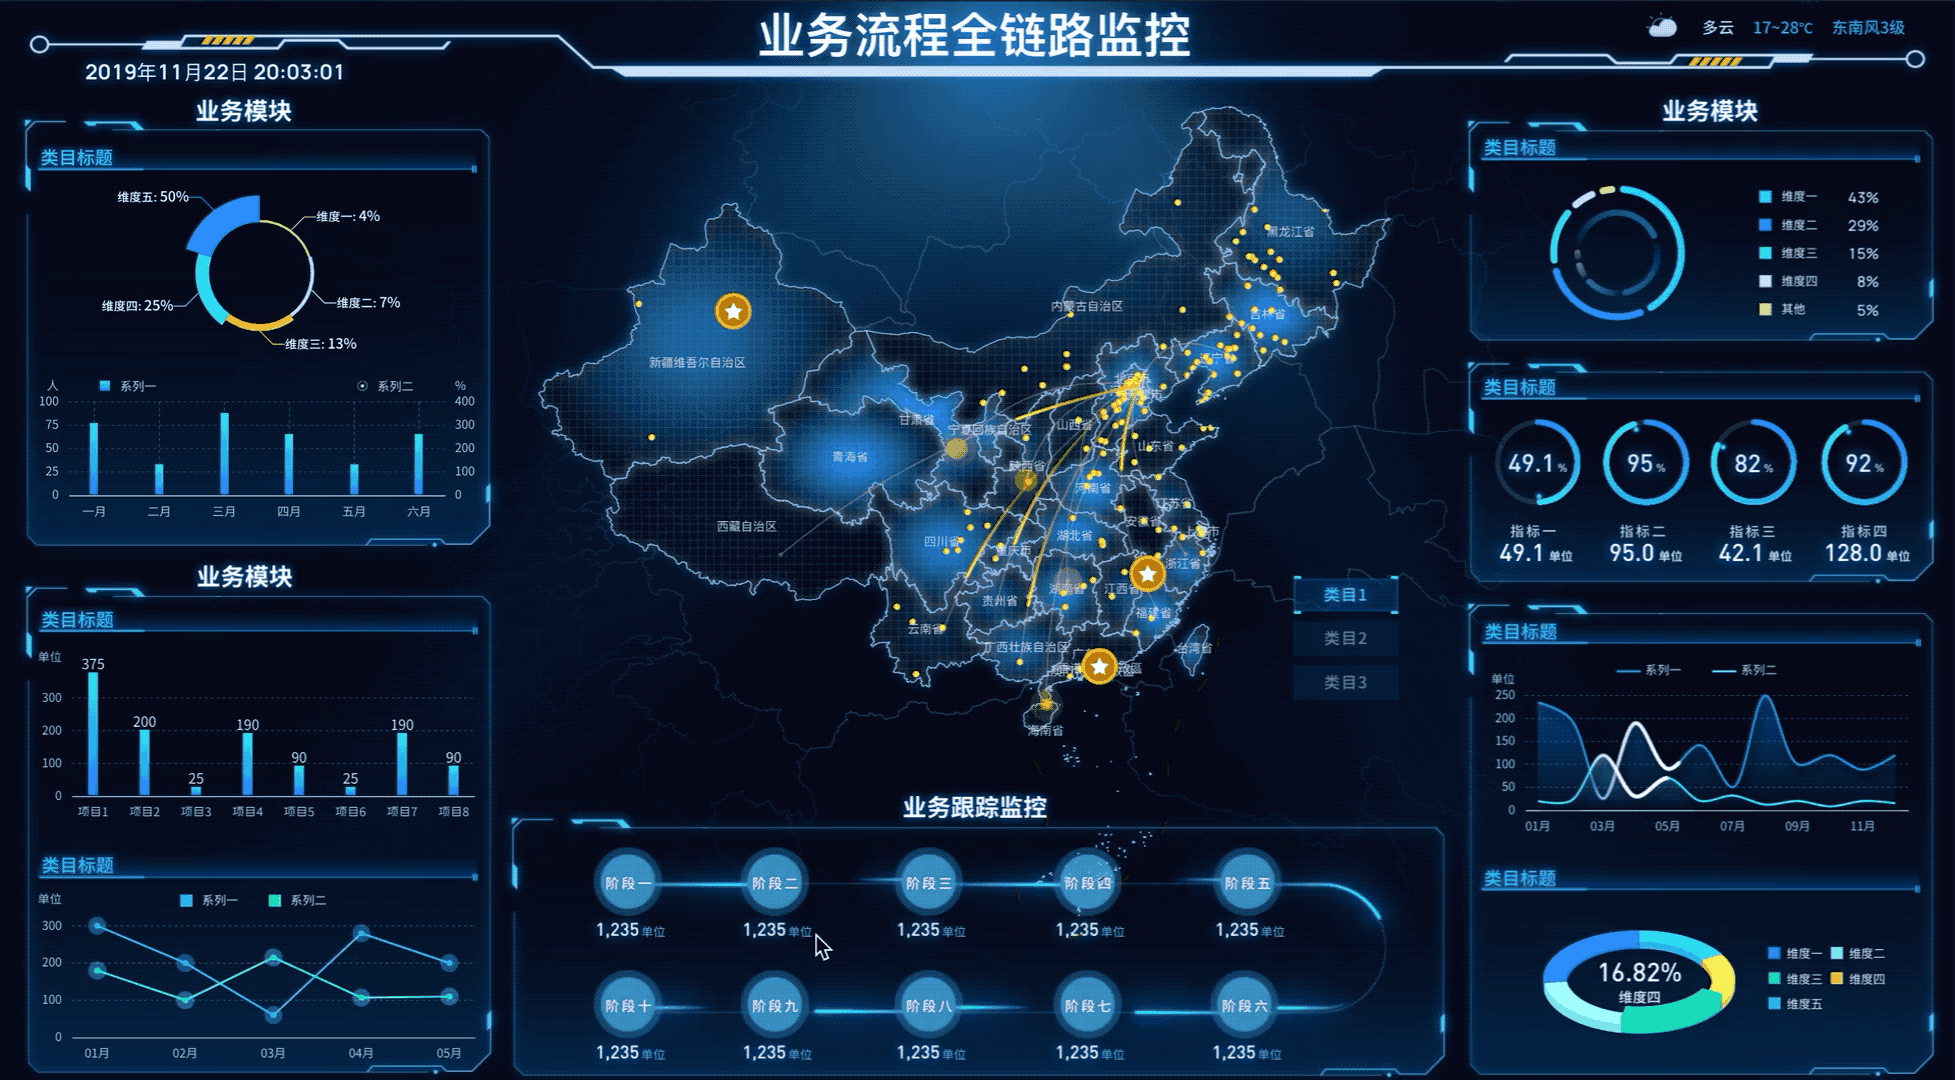 业务流程全链路监控
多云 17~28℃ 东南风3级
2019年11月22日 20:03:01
业务模块
类目标题
维度五: 50%
维度一: 4%
维度四: 25%
维度二: 7%
维度三: 13%
人 系列一 系列二 %
100 400
75 300
50 200
25 100
0 0
一月 二月 三月 四月 五月 六月
业务模块
类目标题
单位
375
300
200
190
190
200
90
90
100
25
25
0
项目1 项目2 项目3 项目4 项目5 项目6 项目7 项目8
类目标题
单位 系列一 系列二
300
200
100
0
01月 02月 03月 04月 05月
黑龙江省
内蒙古自治区
吉林省
新疆维吾尔自治区
辽宁省
甘肃省
宁夏回族自治区
山西省
山东省
青海省
陕西省
河南省
西藏自治区
江苏省
安徽省
四川省
湖北省
上海市
重庆市
浙江省
湖南省
江西省
贵州省
福建省
云南省
广西壮族自治区
台湾省
海南省
类目1
类目2
类目3
业务跟踪监控
阶段一 阶段二 阶段三 阶段四 阶段五
1,235单位 1,235单位 1,235单位 1,235单位 1,235单位
阶段十 阶段九 阶段八 阶段七 阶段六
1,235单位 1,235单位 1,235单位 1,235单位 1,235单位
业务模块
类目标题
维度一 43%
维度二 29%
维度三 15%
维度四 8%
其他 5%
类目标题
49.1% 95% 82% 92%
指标一 指标二 指标三 指标四
49.1单位 95.0单位 42.1单位 128.0单位
类目标题
系列一 系列二
单位
250
200
150
100
50
0
01月 03月 05月 07月 09月 11月
类目标题
16.82%
维度四
维度一 维度二
维度三 维度四
维度五